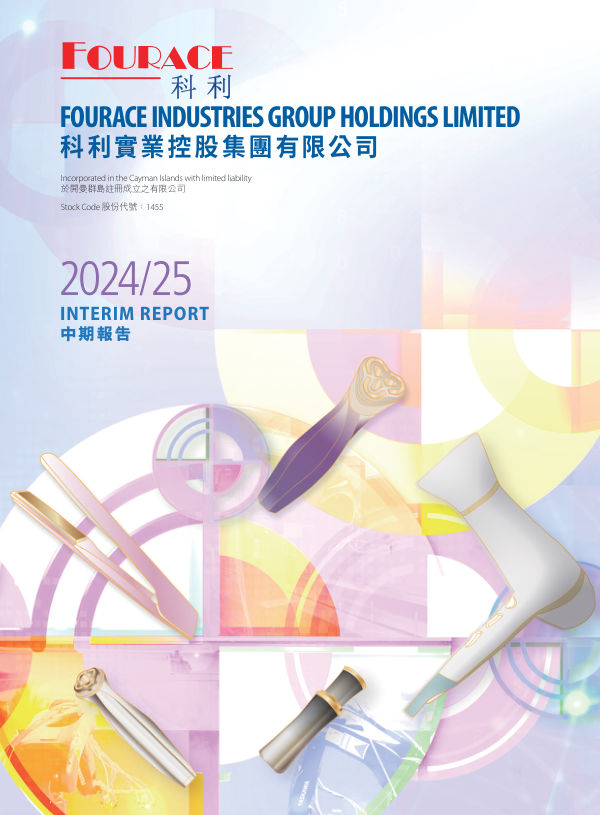 FOURACE
科利
FOURACE INDUSTRIES GROUP HOLDINGS LIMITED
科利實業控股集團有限公司
Incorporated in the Cayman Islands with limited liability
於開曼群島註冊成立之有限公司
Stock Code 股份代號：1455
2024/25
INTERIM REPORT
中期報告